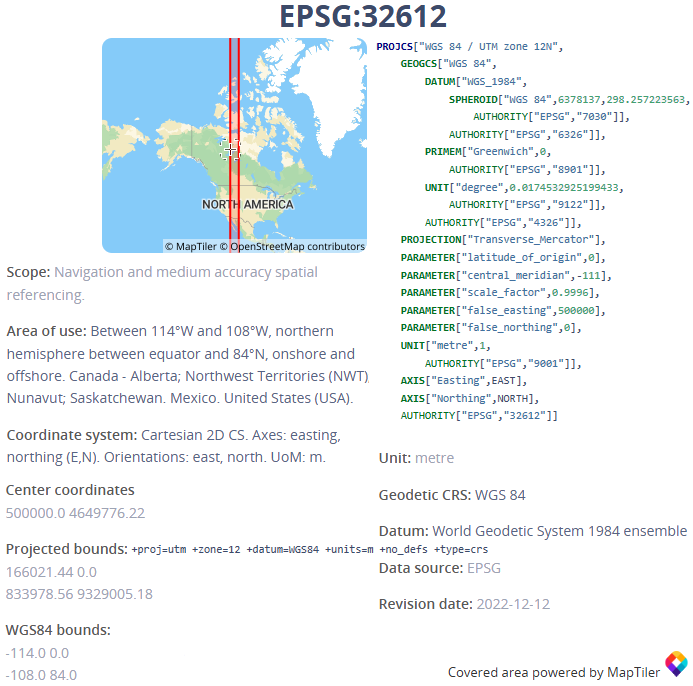 EPSG:32612
NORTH AMERICA
© MapTiler © OpenStreetMap contributors
Scope: Navigation and medium accuracy spatial
referencing.
Area of use: Between 114°W and 108°W, northern
hemisphere between equator and 84°N, onshore and
offshore. Canada - Alberta; Northwest Territories (NWT)
Nunavut; Saskatchewan. Mexico. United States (USA).
Coordinate system: Cartesian 2D CS. Axes: easting,
northing (E,N). Orientations: east, north. UoM: m.
Center coordinates
500000.0 4649776.22
Projected bounds: +proj=utm +zone=12 +datum=WGS84 +units=m +no_defs +type=crs
166021.44 0.0
833978.56 9329005.18
WGS84 bounds:
-114.0 0.0
-108.0 84.0
PROJCS["WGS 84 / UTM zone 12N",
GEOGCS["WGS 84",
DATUM["WGS_1984",
SPHEROID["WGS 84",6378137,298.257223563,
AUTHORITY["EPSG","7030"]],
AUTHORITY["EPSG","6326"]],
PRIMEM["Greenwich",0,
AUTHORITY["EPSG","8901"]],
UNIT["degree",0.0174532925199433,
AUTHORITY["EPSG","9122"]],
AUTHORITY["EPSG","4326"]],
PROJECTION["Transverse_Mercator"],
PARAMETER["latitude_of_origin",0],
PARAMETER["central_meridian",-111],
PARAMETER["scale_factor",0.9996],
PARAMETER["false_easting",500000],
PARAMETER["false_northing",0],
UNIT["metre",1,
AUTHORITY["EPSG","9001"]],
AXIS["Easting",EAST],
AXIS["Northing",NORTH],
AUTHORITY["EPSG","32612"]]
Unit: metre
Geodetic CRS: WGS 84
Datum: World Geodetic System 1984 ensemble
Data source: EPSG
Revision date: 2022-12-12
Covered area powered by MapTiler